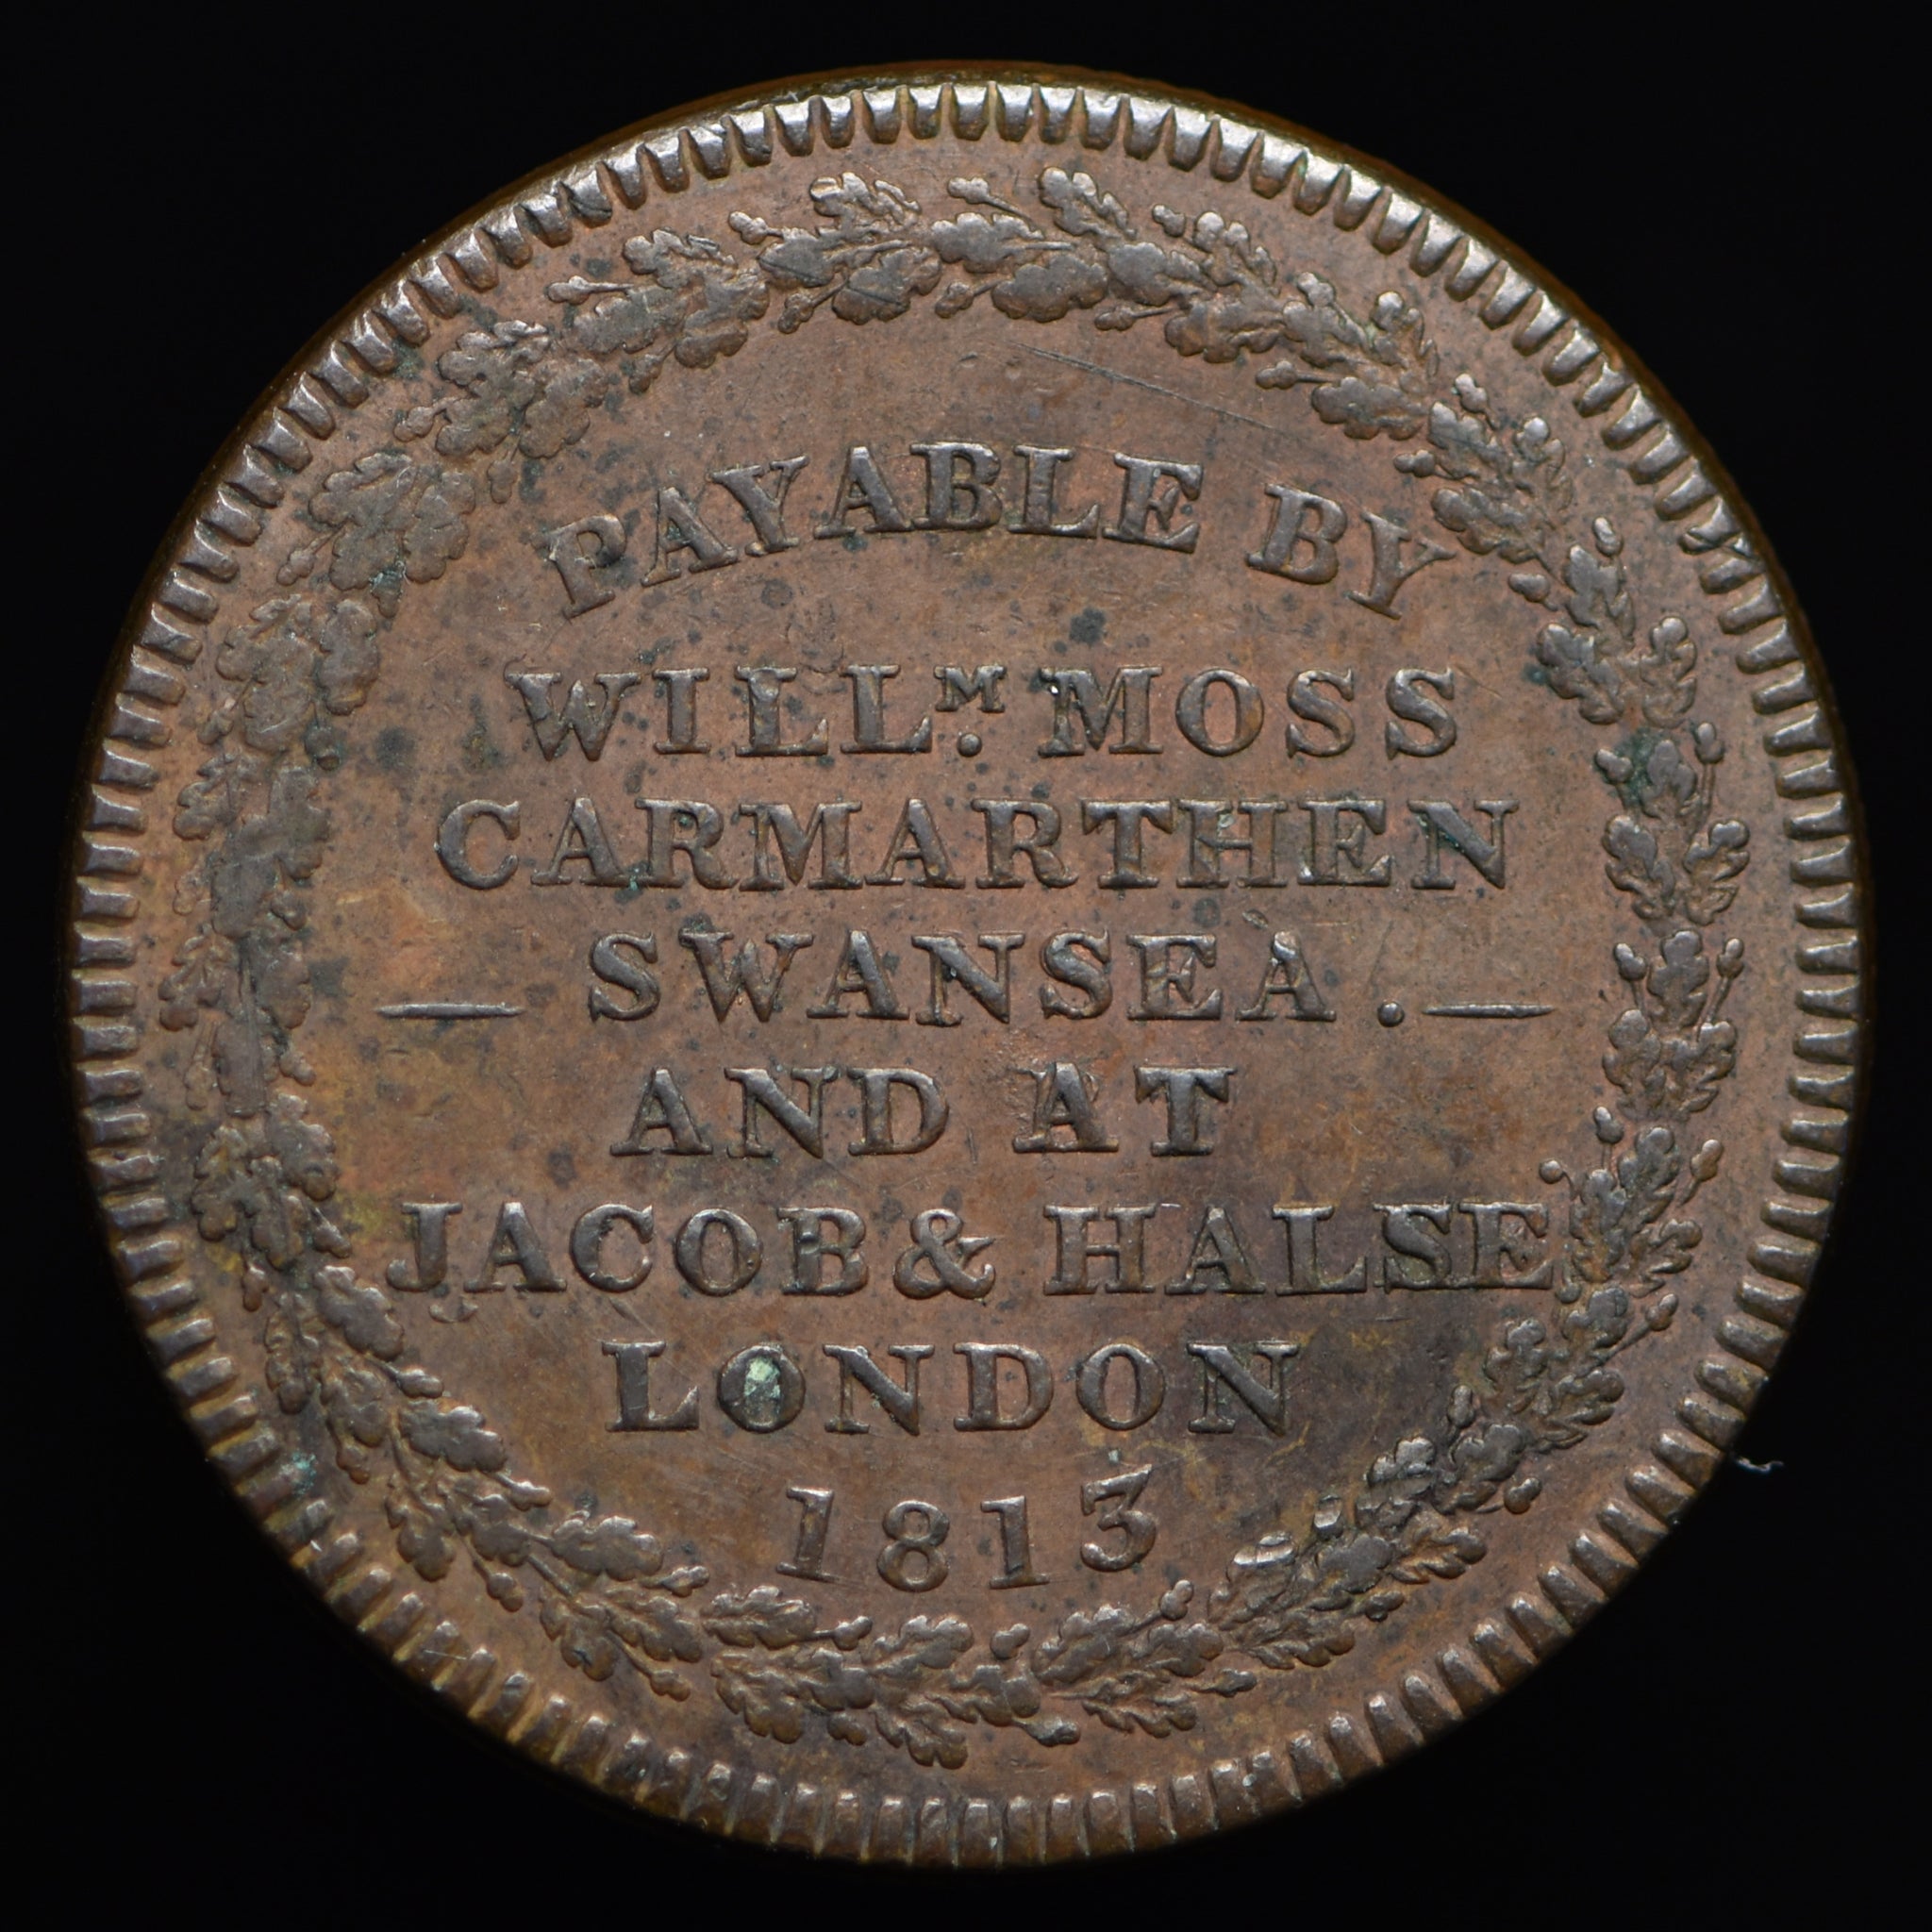 PAYABLE BY
WILLᴹ. MOSS
CARMARTHEN
— SWANSEA . —
AND AT
JACOB & HALSE
LONDON
1813